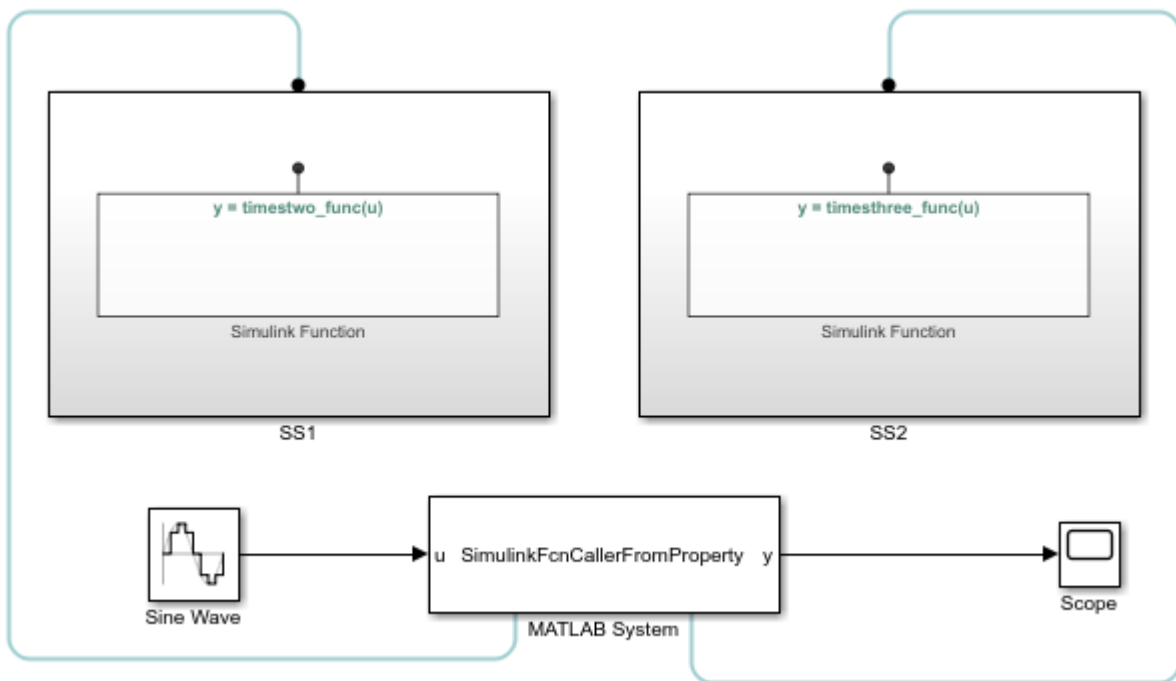 y = timestwo_func(u)
Simulink Function
SS1
y = timesthree_func(u)
Simulink Function
SS2
Sine Wave
u SimulinkFcnCallerFromProperty y
MATLAB System
Scope